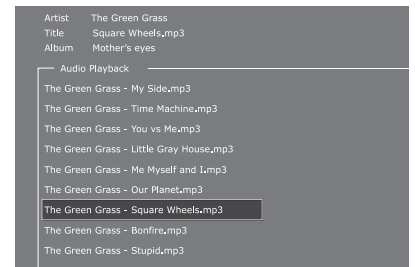 Artist The Green Grass
Title Square Wheels.mp3
Album Mother's eyes
Audio Playback
The Green Grass - My Side.mp3
The Green Grass - Time Machine.mp3
The Green Grass - You vs Me.mp3
The Green Grass - Little Gray House.mp3
The Green Grass - Me Myself and I.mp3
The Green Grass - Our Planet.mp3
The Green Grass - Square Wheels.mp3
The Green Grass - Bonfire.mp3
The Green Grass - Stupid.mp3